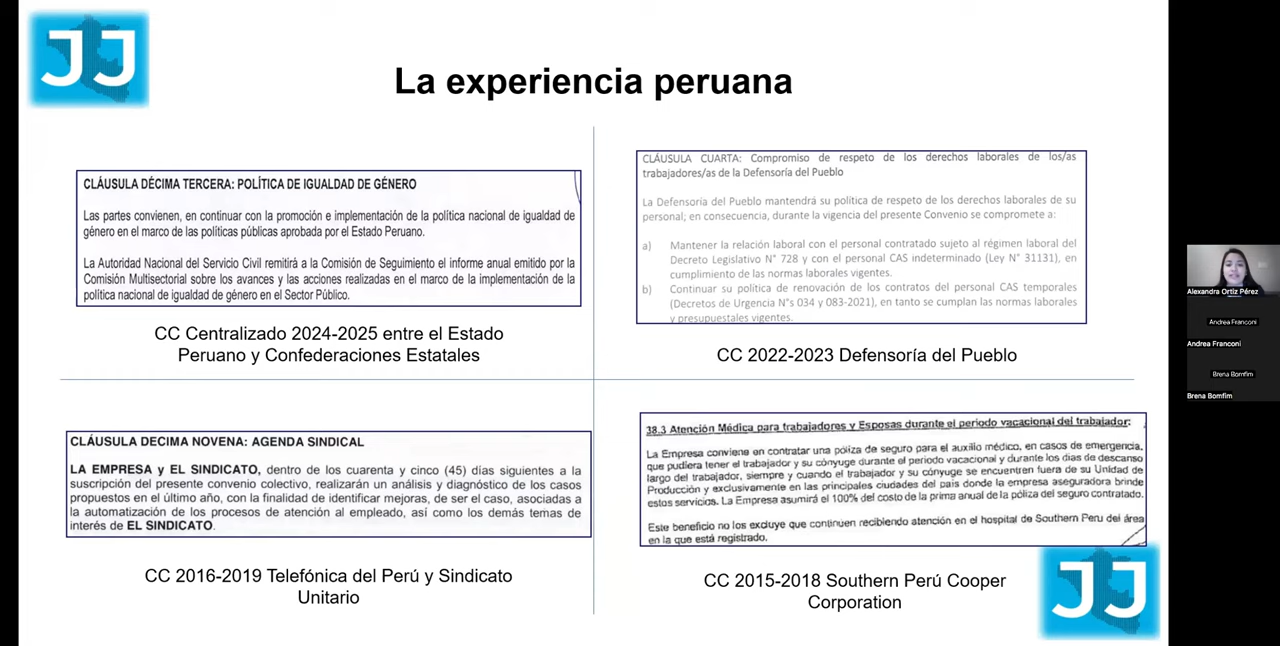 JJ
La experiencia peruana
CLÁUSULA DÉCIMA TERCERA: POLÍTICA DE IGUALDAD DE GÉNERO
Las partes convienen, en continuar con la promoción e implementación de la política nacional de igualdad de
género en el marco de las políticas públicas aprobada por el Estado Peruano.
La Autoridad Nacional del Servicio Civil remitirá a la Comisión de Seguimiento el informe anual emitido por la
Comisión Multisectorial sobre los avances y las acciones realizadas en el marco de la implementación de la
política nacional de igualdad de género en el Sector Público.
CC Centralizado 2024-2025 entre el Estado
Peruano y Confederaciones Estatales
CLÁUSULA CUARTA: Compromiso de respeto de los derechos laborales de los/as
trabajadores/as de la Defensoría del Pueblo
La Defensoría del Pueblo mantendrá su política de respeto de los derechos laborales de su
personal; en consecuencia, durante la vigencia del presente Convenio se compromete a:
a) Mantener la relación laboral con el personal contratado sujeto al régimen laboral del
Decreto Legislativo N° 728 y con el personal CAS indeterminado (Ley N° 31131), en
cumplimiento de las normas laborales vigentes.
b) Continuar su política de renovación de los contratos del personal CAS temporales
(Decretos de Urgencia N°s 034 y 083-2021), en tanto se cumplan las normas laborales
y presupuestales vigentes.
CC 2022-2023 Defensoría del Pueblo
CLÁUSULA DECIMA NOVENA: AGENDA SINDICAL
LA EMPRESA y EL SINDICATO, dentro de los cuarenta y cinco (45) días siguientes a la
suscripción del presente convenio colectivo, realizarán un análisis y diagnóstico de los casos
propuestos en el último año, con la finalidad de identificar mejoras, de ser el caso, asociadas a
la automatización de los procesos de atención al empleado, así como los demás temas de
interés de EL SINDICATO.
CC 2016-2019 Telefónica del Perú y Sindicato
Unitario
38.3 Atención Médica para trabajadores y Esposas durante el periodo vacacional del trabajador:
La Empresa conviene en contratar una póliza de seguro para el auxilio médico, en casos de emergencia,
que pudiera tener el trabajador y su cónyuge durante el periodo vacacional y durante los días de descanso
largo del trabajador, siempre y cuando el trabajador y su cónyuge se encuentren fuera de su Unidad de
Producción y exclusivamente en las principales ciudades del país donde la empresa aseguradora brinde
estos servicios. La Empresa asumirá el 100% del costo de la prima anual de la póliza del seguro contratado.
Este beneficio no los excluye que continuen recibiendo atención en el hospital de Southern Peru del área
en la que está registrado.
CC 2015-2018 Southern Perú Cooper
Corporation
JJ
Alexandra Ortiz Pérez
Andrea Franconi
Andrea Franconi
Brena Bomfim
Brena Bomfim